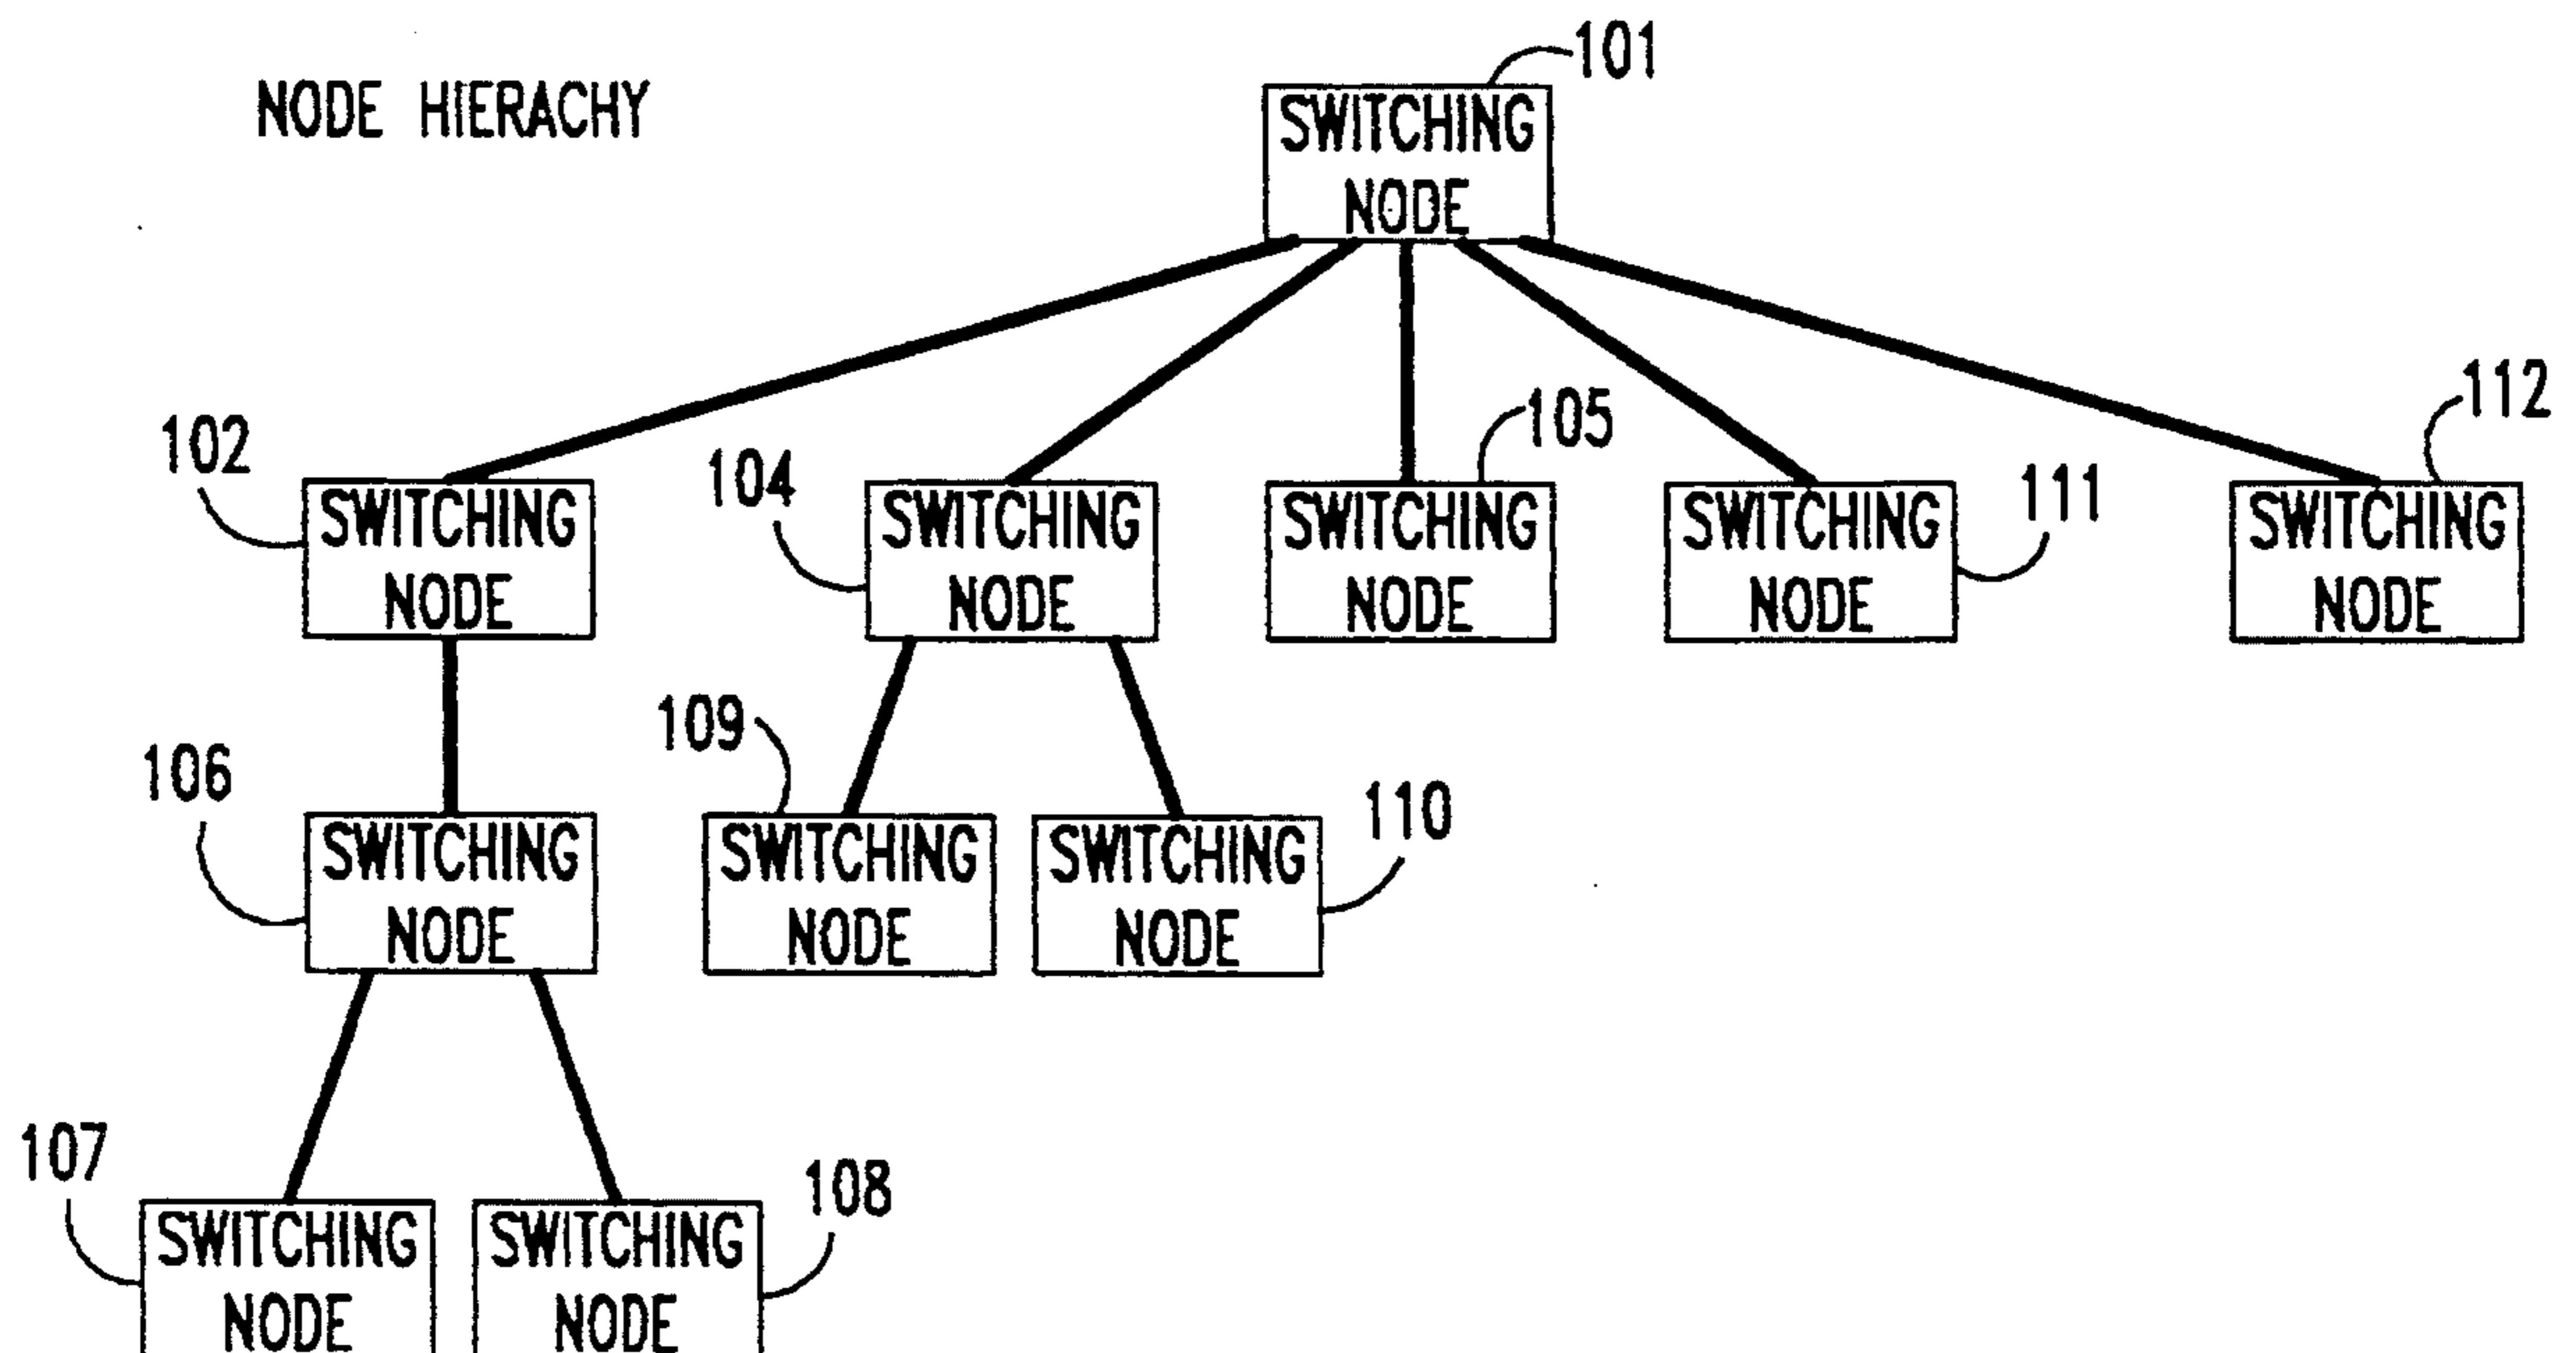 NODE HIERACHY
101
SWITCHING
NODE
102
SWITCHING
NODE
104
SWITCHING
NODE
105
SWITCHING
NODE
111
SWITCHING
NODE
112
SWITCHING
NODE
106
SWITCHING
NODE
109
SWITCHING
NODE
110
SWITCHING
NODE
107
SWITCHING
NODE
108
SWITCHING
NODE